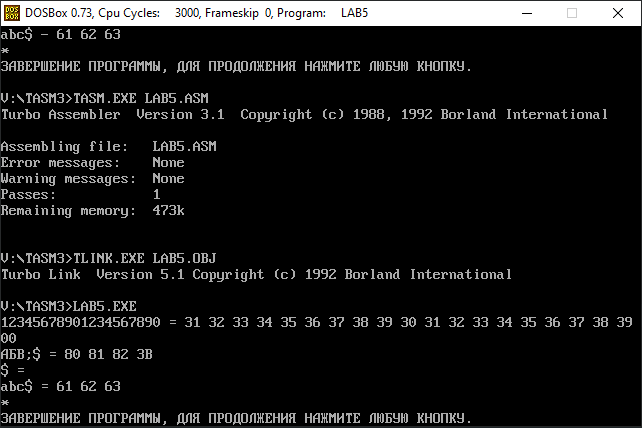 DOSBox 0.73, Cpu Cycles: 3000, Frameskip 0, Program: LAB5
abc$ - 61 62 63
*
ЗАВЕРШЕНИЕ ПРОГРАММЫ, ДЛЯ ПРОДОЛЖЕНИЯ НАЖМИТЕ ЛЮБУЮ КНОПКУ.
V:\TASM3>TASM.EXE LAB5.ASM
Turbo Assembler  Version 3.1  Copyright (c) 1988, 1992 Borland International
Assembling file:   LAB5.ASM
Error messages:    None
Warning messages:  None
Passes:            1
Remaining memory:  473k
V:\TASM3>TLINK.EXE LAB5.OBJ
Turbo Link  Version 5.1 Copyright (c) 1992 Borland International
V:\TASM3>LAB5.EXE
12345678901234567890 = 31 32 33 34 35 36 37 38 39 30 31 32 33 34 35 36 37 38 39
00
АБВ;$ = 80 81 82 3B
$ =
abc$ = 61 62 63
*
ЗАВЕРШЕНИЕ ПРОГРАММЫ, ДЛЯ ПРОДОЛЖЕНИЯ НАЖМИТЕ ЛЮБУЮ КНОПКУ.